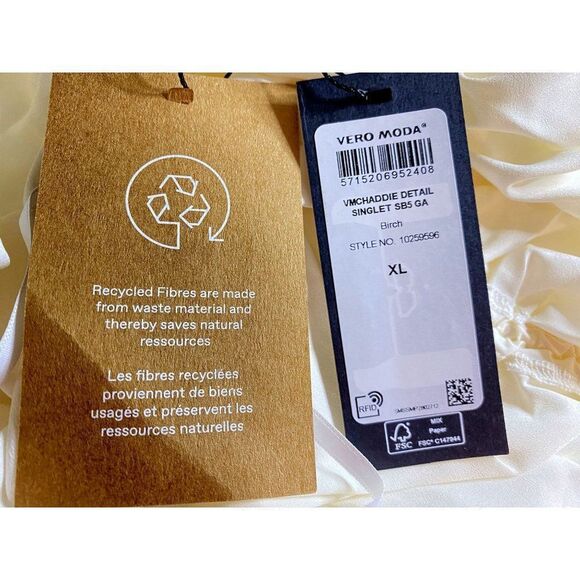 Recycled Fibres are made
from waste material and
thereby saves natural
ressources
Les fibres recyclées
proviennent de biens
usagés et préservent les
ressources naturelles
VERO MODA®
5715206952408
VMCHADDIE DETAIL
SINGLET SB5 GA
Birch
STYLE NO. 10259596
XL
RFID
FSC
MIX
Paper
FSC® C147944